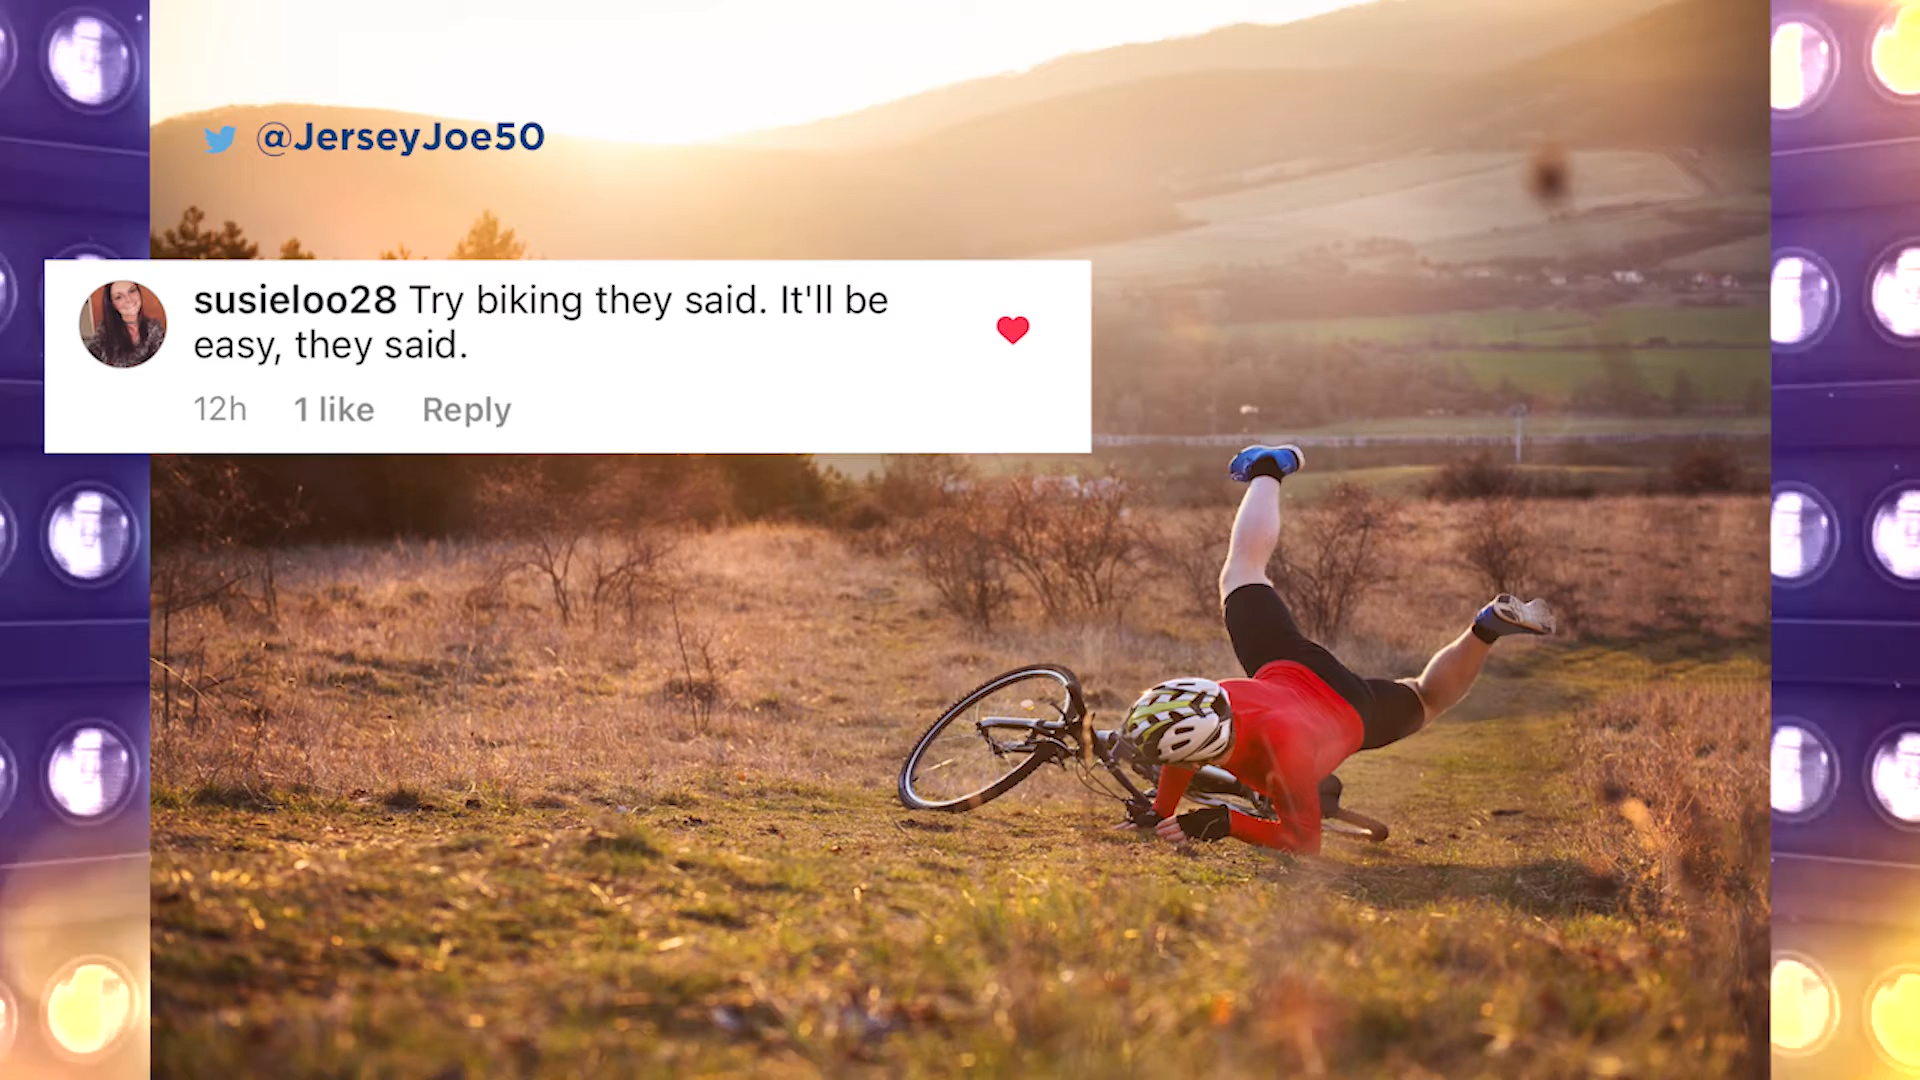 @JerseyJoe50
susieloo28 Try biking they said. It'll be
easy, they said.
12h 1 like Reply